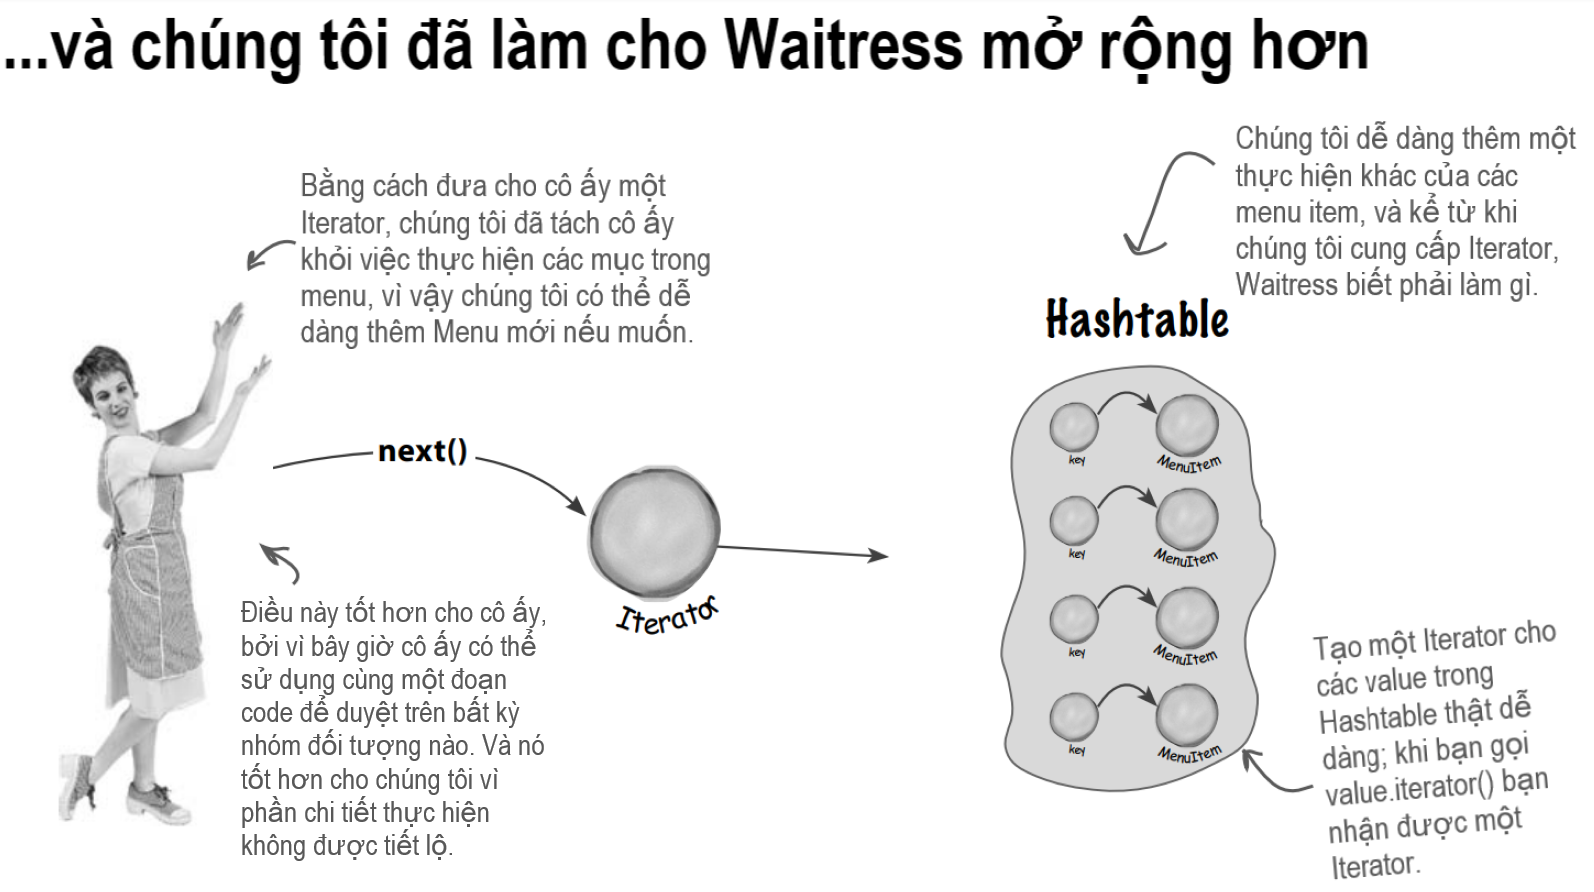 ...và chúng tôi đã làm cho Waitress mở rộng hơn
Chúng tôi dễ dàng thêm một
thực hiện khác của các
menu item, và kể từ khi
chúng tôi cung cấp Iterator,
Waitress biết phải làm gì.
Bằng cách đưa cho cô ấy một
Iterator, chúng tôi đã tách cô ấy
khỏi việc thực hiện các mục trong
menu, vì vậy chúng tôi có thể dễ
dàng thêm Menu mới nếu muốn.
Hashtable
next()
Iterator
key
MenuItem
key
MenuItem
key
MenuItem
key
MenuItem
Điều này tốt hơn cho cô ấy,
bởi vì bây giờ cô ấy có thể
sử dụng cùng một đoạn
code để duyệt trên bất kỳ
nhóm đối tượng nào. Và nó
tốt hơn cho chúng tôi vì
phần chi tiết thực hiện
không được tiết lộ.
Tạo một Iterator cho
các value trong
Hashtable thật dễ
dàng; khi bạn gọi
value.iterator() bạn
nhận được một
Iterator.